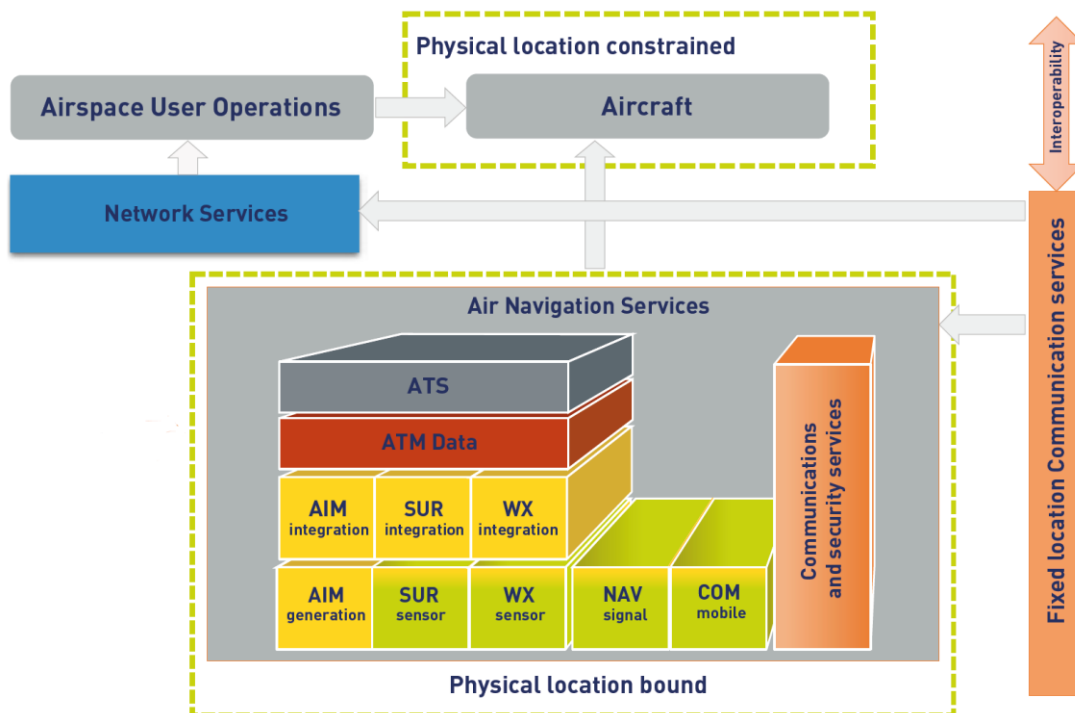 Physical location constrained
Airspace User Operations
Aircraft
Interoperability
Network Services
Fixed location Communication services
Air Navigation Services
ATS
ATM Data
AIM
integration
SUR
integration
WX
integration
Communications
and security services
AIM
generation
SUR
sensor
WX
sensor
NAV
signal
COM
mobile
Physical location bound